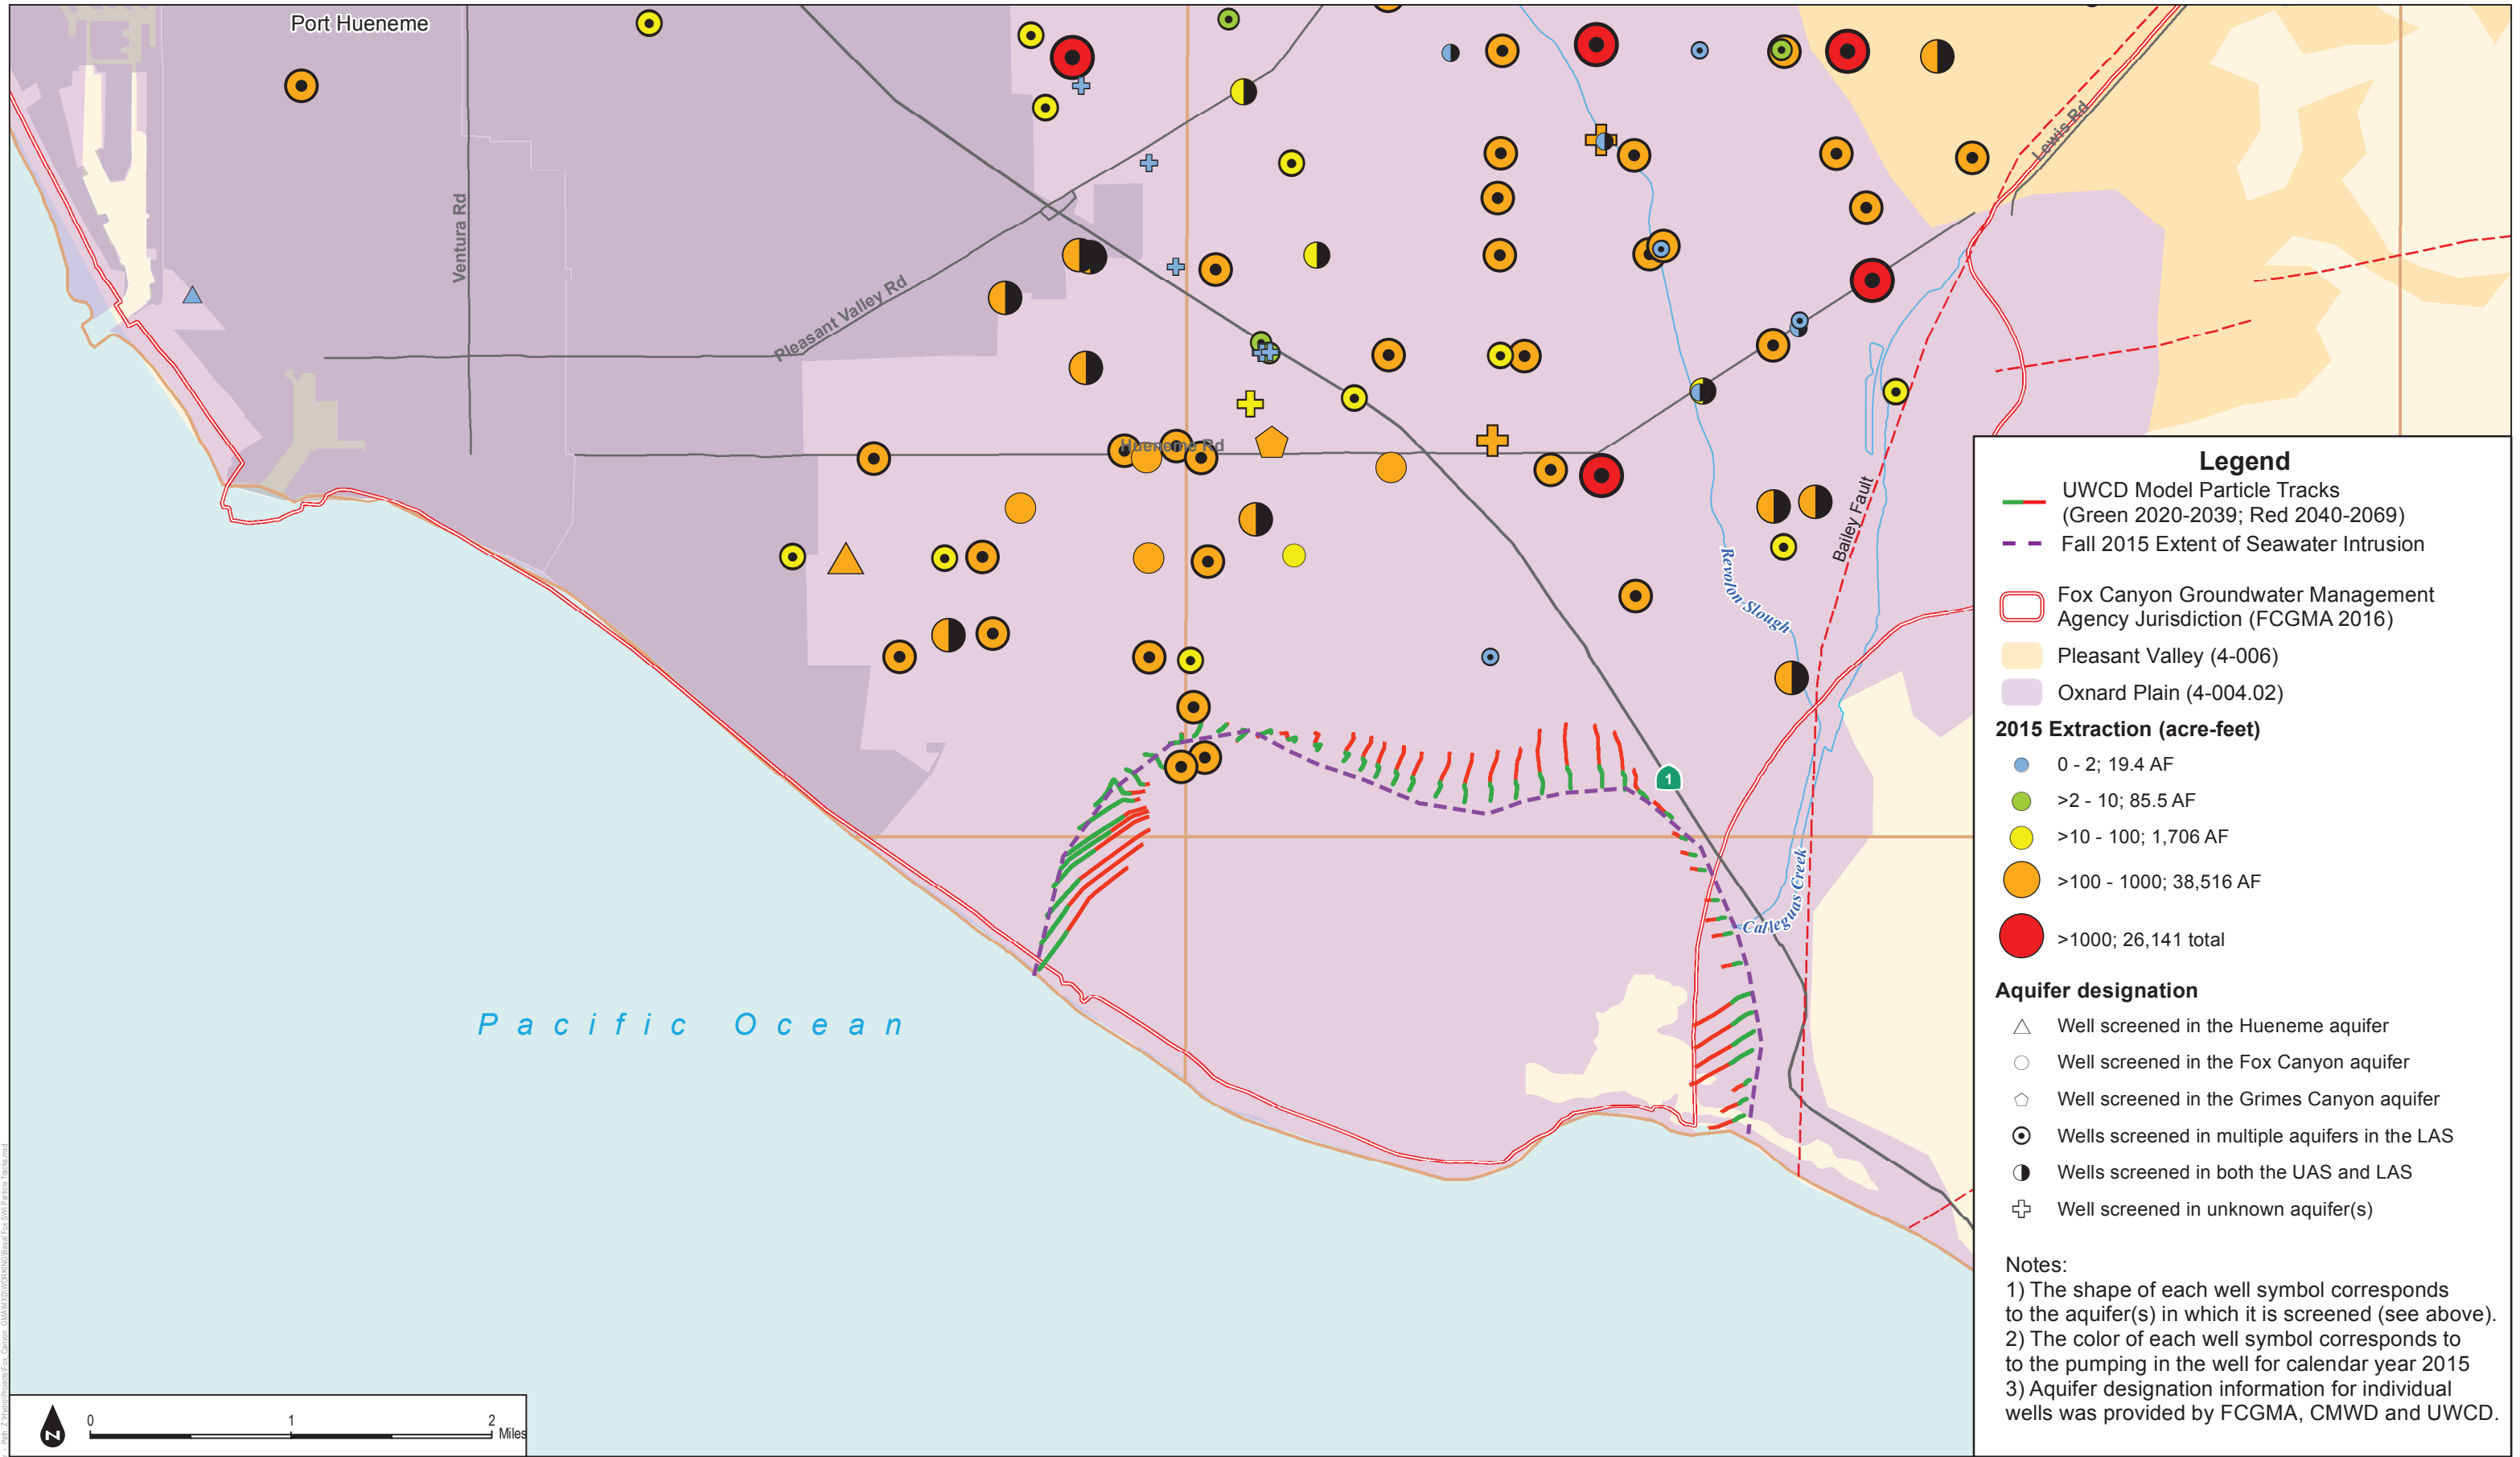 Port Hueneme
Ventura Rd
Pleasant Valley Rd
Hueneme Rd
Lewis Rd
Bailey Fault
Revolon Slough
1
Calleguas Creek
Pacific Ocean
N
0 1 2 Miles
Legend
UWCD Model Particle Tracks
(Green 2020-2039; Red 2040-2069)
Fall 2015 Extent of Seawater Intrusion
Fox Canyon Groundwater Management
Agency Jurisdiction (FCGMA 2016)
Pleasant Valley (4-006)
Oxnard Plain (4-004.02)
2015 Extraction (acre-feet)
0 - 2; 19.4 AF
>2 - 10; 85.5 AF
>10 - 100; 1,706 AF
>100 - 1000; 38,516 AF
>1000; 26,141 total
Aquifer designation
Well screened in the Hueneme aquifer
Well screened in the Fox Canyon aquifer
Well screened in the Grimes Canyon aquifer
Wells screened in multiple aquifers in the LAS
Wells screened in both the UAS and LAS
Well screened in unknown aquifer(s)
Notes:
1) The shape of each well symbol corresponds
to the aquifer(s) in which it is screened (see above).
2) The color of each well symbol corresponds to
to the pumping in the well for calendar year 2015
3) Aquifer designation information for individual
wells was provided by FCGMA, CMWD and UWCD.